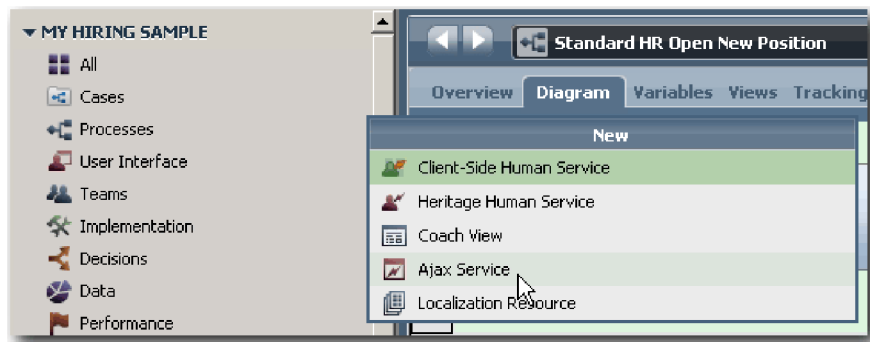 MY HIRING SAMPLE
All
Cases
Processes
User Interface
Teams
Implementation
Decisions
Data
Performance
Standard HR Open New Position
Overview Diagram Variables Views Tracking
New
Client-Side Human Service
Heritage Human Service
Coach View
Ajax Service
Localization Resource